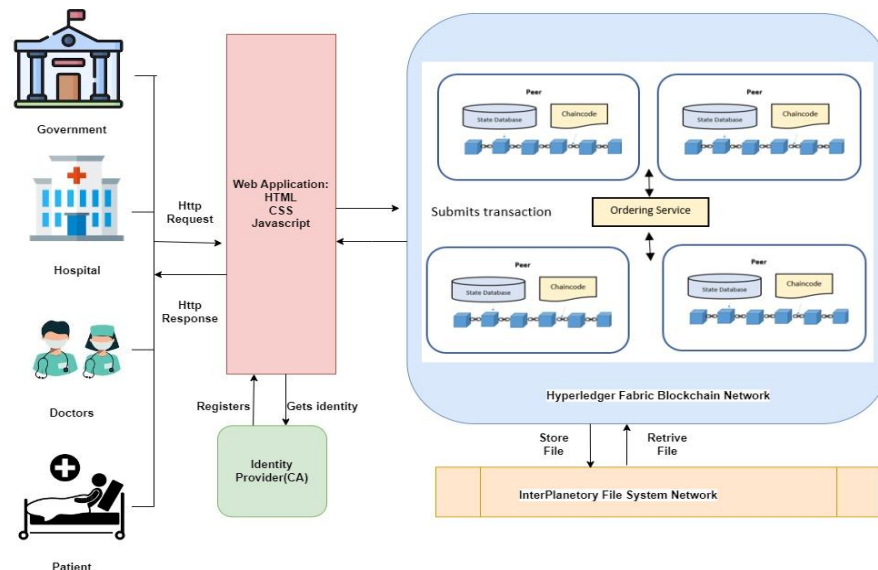 Government
Hospital
Doctors
Patient
Http
Request
Http
Response
Web Application:
HTML
CSS
Javascript
Registers
Gets identity
Identity
Provider(CA)
Peer
State Database
Chaincode
Peer
State Database
Chaincode
Submits transaction
Ordering Service
Peer
State Database
Chaincode
Peer
State Database
Chaincode
Hyperledger Fabric Blockchain Network
Store
File
Retrive
File
InterPlanetory File System Network